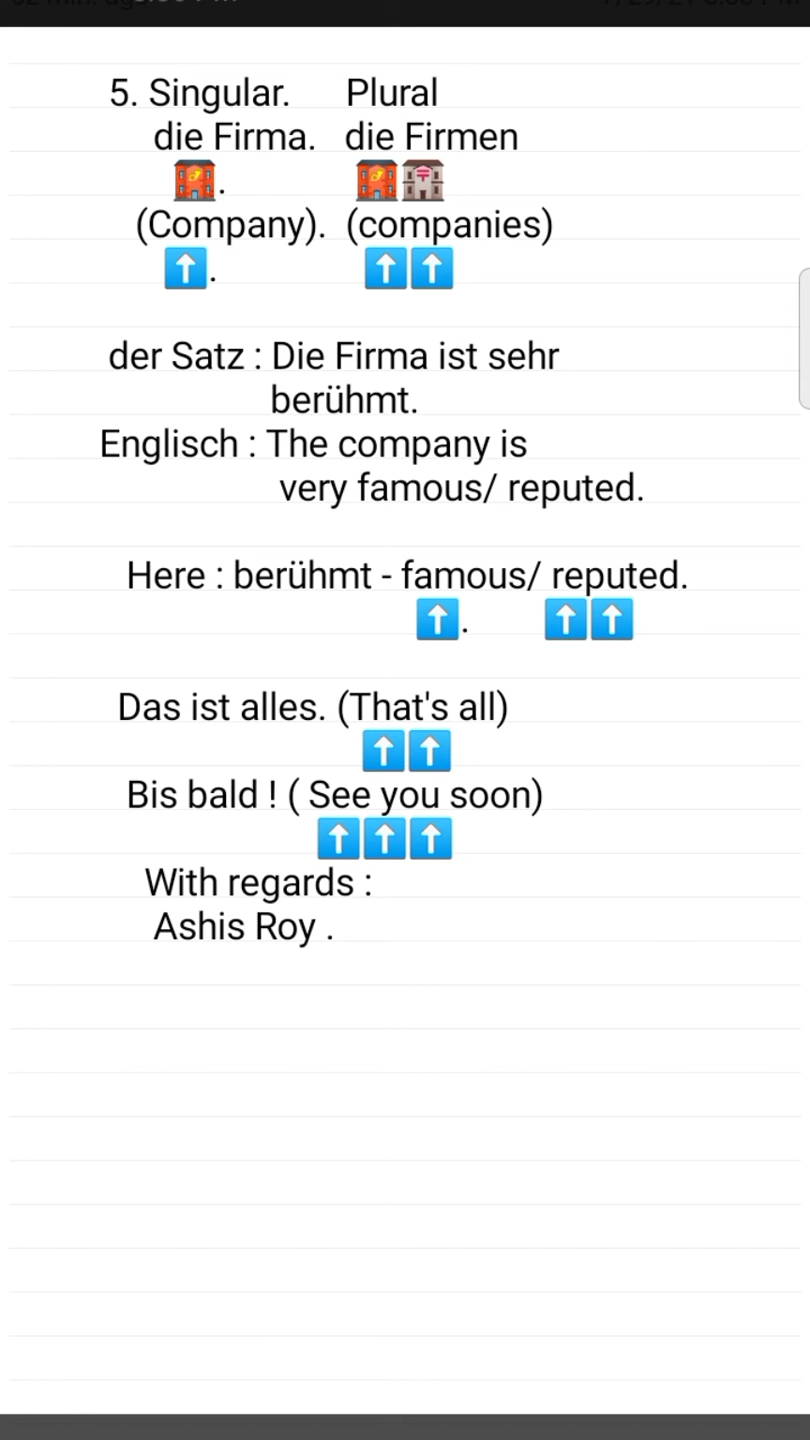 5. Singular. Plural
die Firma. die Firmen
.
(Company). (companies)
.
der Satz : Die Firma ist sehr
berühmt.
Englisch : The company is
very famous/ reputed.
Here : berühmt - famous/ reputed.
.
Das ist alles. (That's all)
Bis bald ! ( See you soon)
With regards :
Ashis Roy .